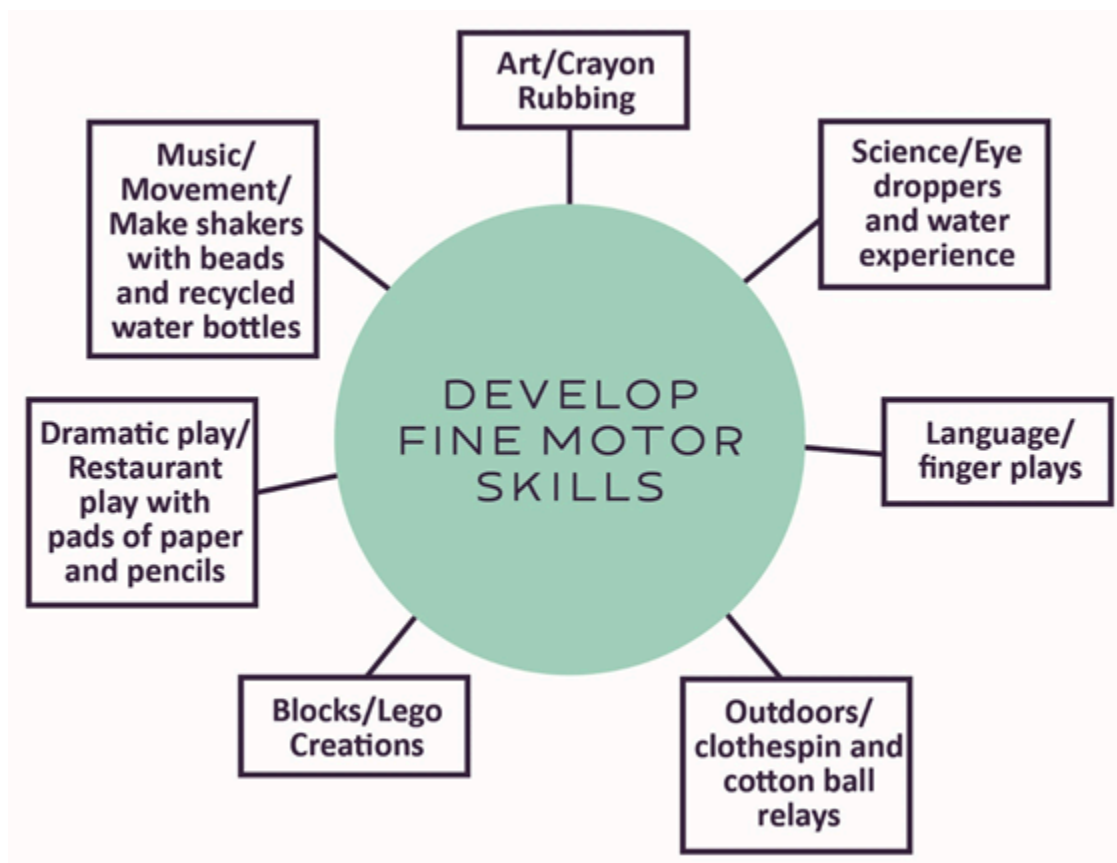 Art/Crayon
Rubbing
Science/Eye
droppers
and water
experience
Language/
finger plays
Outdoors/
clothespin and
cotton ball
relays
Blocks/Lego
Creations
Dramatic play/
Restaurant
play with
pads of paper
and pencils
Music/
Movement/
Make shakers
with beads
and recycled
water bottles
DEVELOP
FINE MOTOR
SKILLS